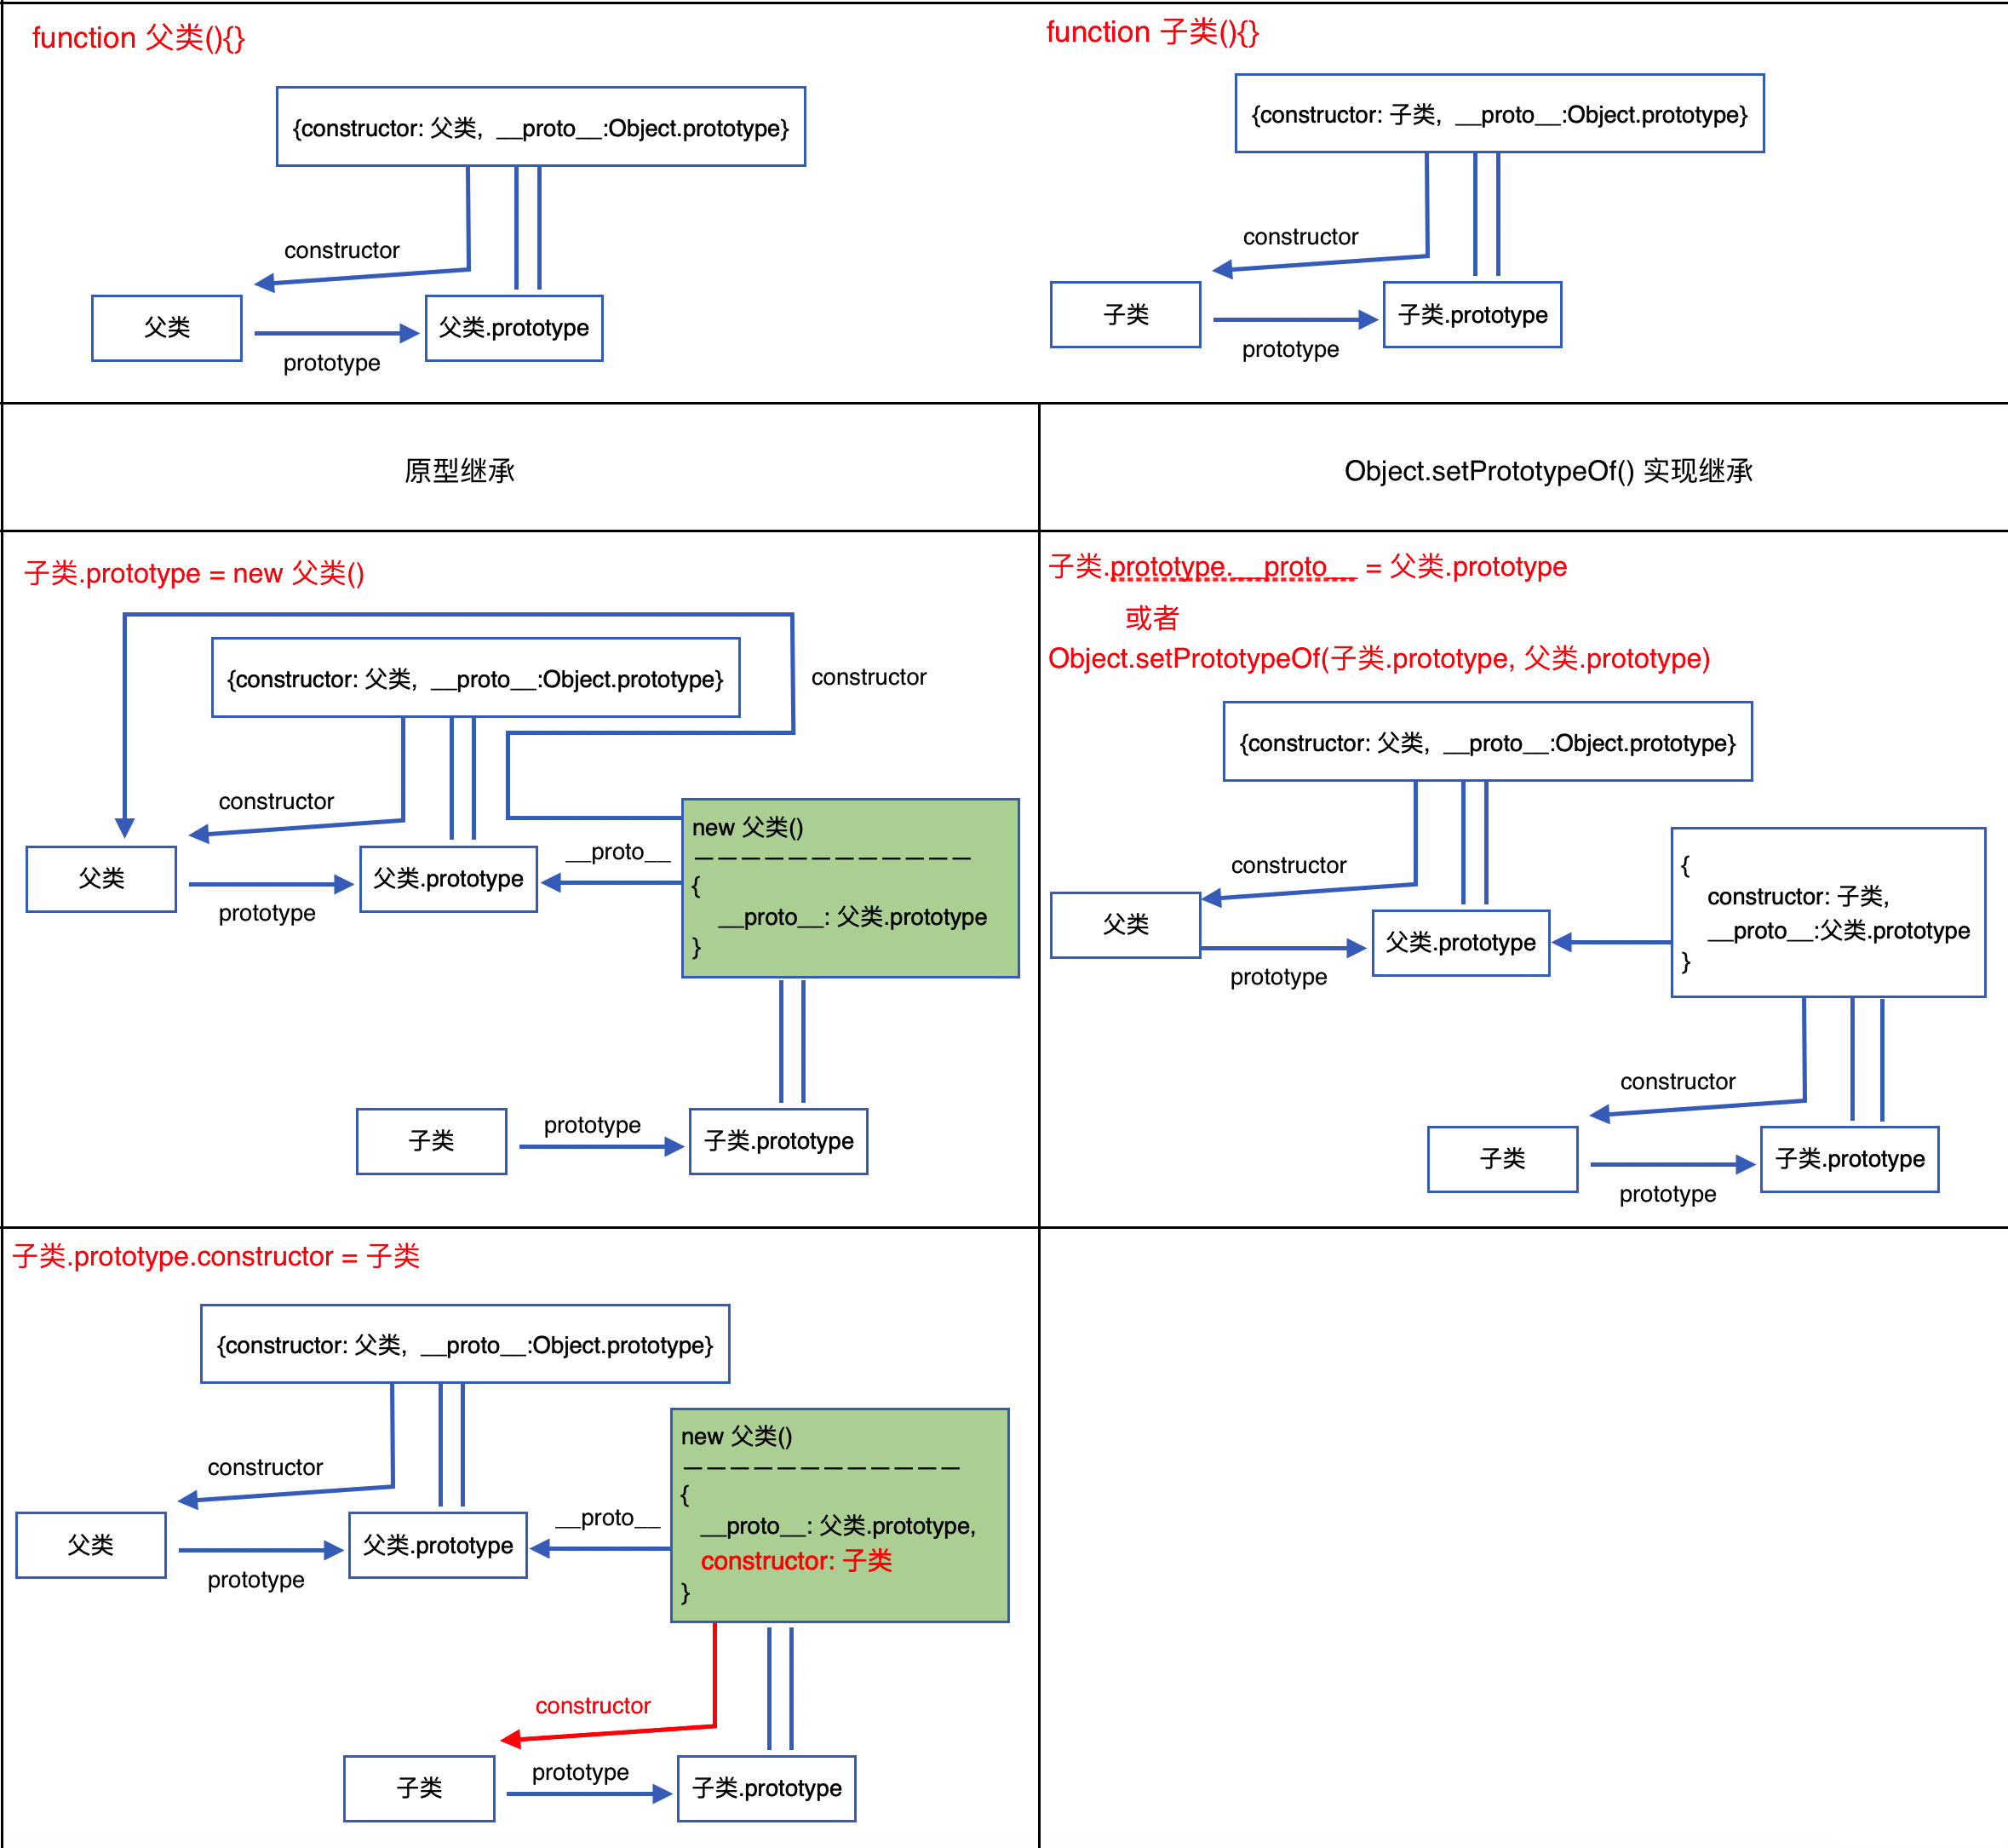 function 父类(){}
{constructor: 父类, __proto__:Object.prototype}
constructor
父类
prototype
父类.prototype
function 子类(){}
{constructor: 子类, __proto__:Object.prototype}
constructor
子类
prototype
子类.prototype
原型继承
Object.setPrototypeOf() 实现继承
子类.prototype = new 父类()
{constructor: 父类, __proto__:Object.prototype}
constructor
constructor
父类
prototype
父类.prototype
__proto__
new 父类()
————————————
{
__proto__: 父类.prototype
}
子类
prototype
子类.prototype
子类.prototype.__proto__ = 父类.prototype
或者
Object.setPrototypeOf(子类.prototype, 父类.prototype)
{constructor: 父类, __proto__:Object.prototype}
constructor
父类
prototype
父类.prototype
{
constructor: 子类,
__proto__:父类.prototype
}
constructor
子类
prototype
子类.prototype
子类.prototype.constructor = 子类
{constructor: 父类, __proto__:Object.prototype}
constructor
父类
prototype
父类.prototype
__proto__
new 父类()
————————————
{
__proto__: 父类.prototype,
constructor: 子类
}
constructor
子类
prototype
子类.prototype